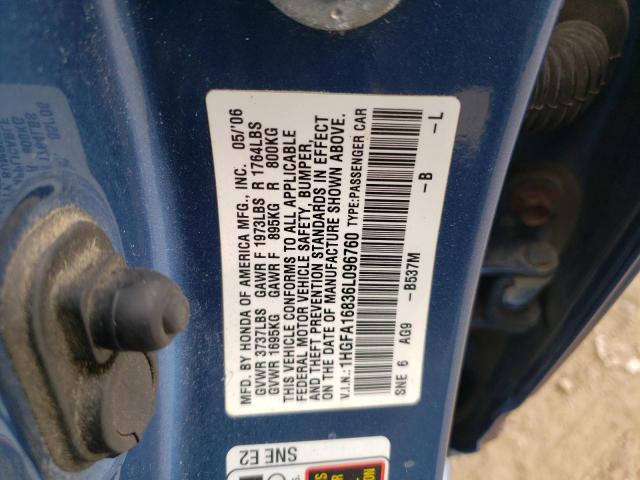 MFD. BY HONDA OF AMERICA MFG., INC. 05/'06
GVWR 3737LBS GAWR F 1973LBS R 1764LBS
GVWR 1695KG GAWR F 895KG R 800KG
THIS VEHICLE CONFORMS TO ALL APPLICABLE
FEDERAL MOTOR VEHICLE SAFETY, BUMPER,
AND THEFT PREVENTION STANDARDS IN EFFECT
ON THE DATE OF MANUFACTURE SHOWN ABOVE.
V.I.N.: 1HGFA16836L096760 TYPE:PASSENGER CAR
SNE 6 AG9 -B537M -B -L
SNE E2